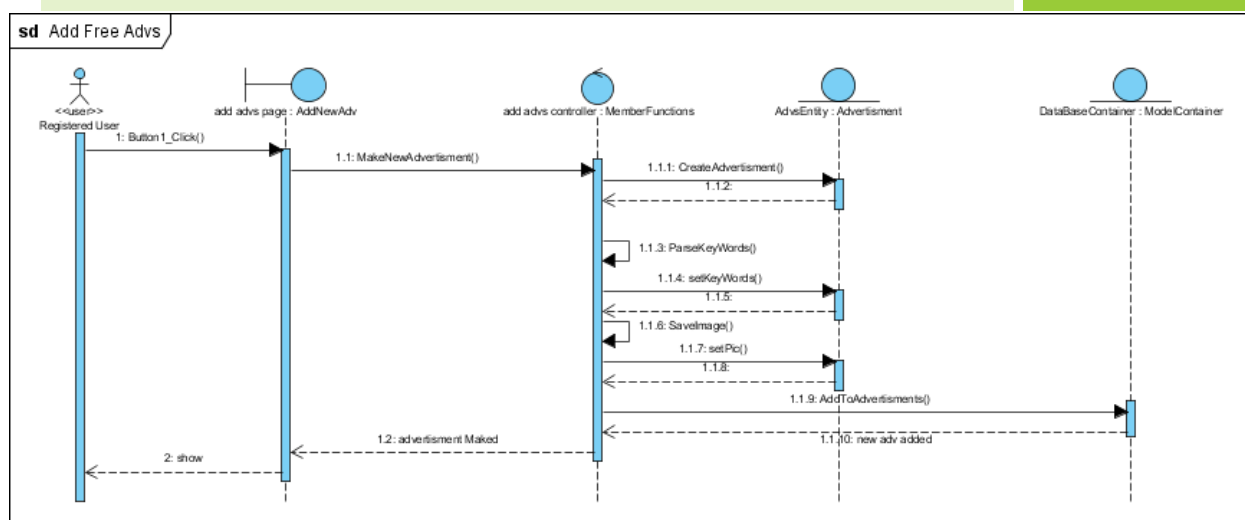 sd Add Free Advs
<<user>>
Registered User
add advs page : AddNewAdv
add advs controller : MemberFunctions
AdvsEntity : Advertisment
DataBaseContainer : ModelContainer
1: Button1_Click()
1.1: MakeNewAdvertisment()
1.1.1: CreateAdvertisment()
1.1.2:
1.1.3: ParseKeyWords()
1.1.4: setKeyWords()
1.1.5:
1.1.6: SaveImage()
1.1.7: setPic()
1.1.8:
1.1.9: AddToAdvertisments()
1.1.10: new adv added
1.2: advertisment Maked
2: show